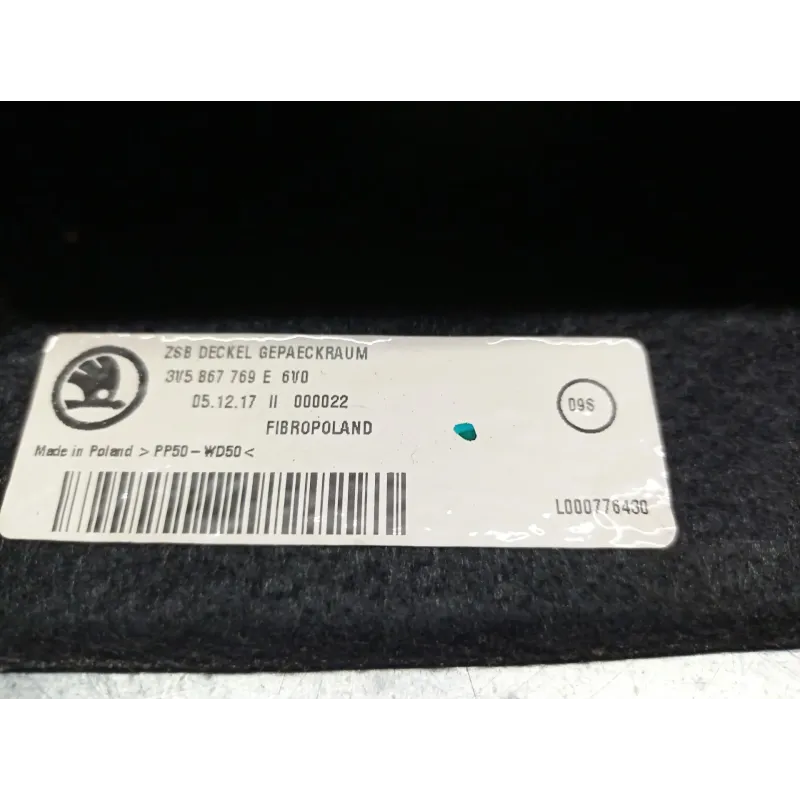 ZSB DECKEL GEPAECKRAUM
3V5 867 769 E 6V0
05.12.17 II 000022
09S
FIBROPOLAND
Made in Poland > PP50-WD50<
L000776430